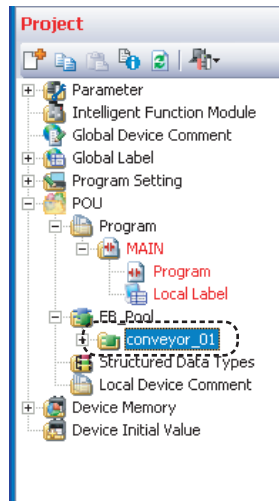 Project
Parameter
Intelligent Function Module
Global Device Comment
Global Label
Program Setting
POU
Program
MAIN
Program
Local Label
FB_Pool
conveyor_01
Structured Data Types
Local Device Comment
Device Memory
Device Initial Value